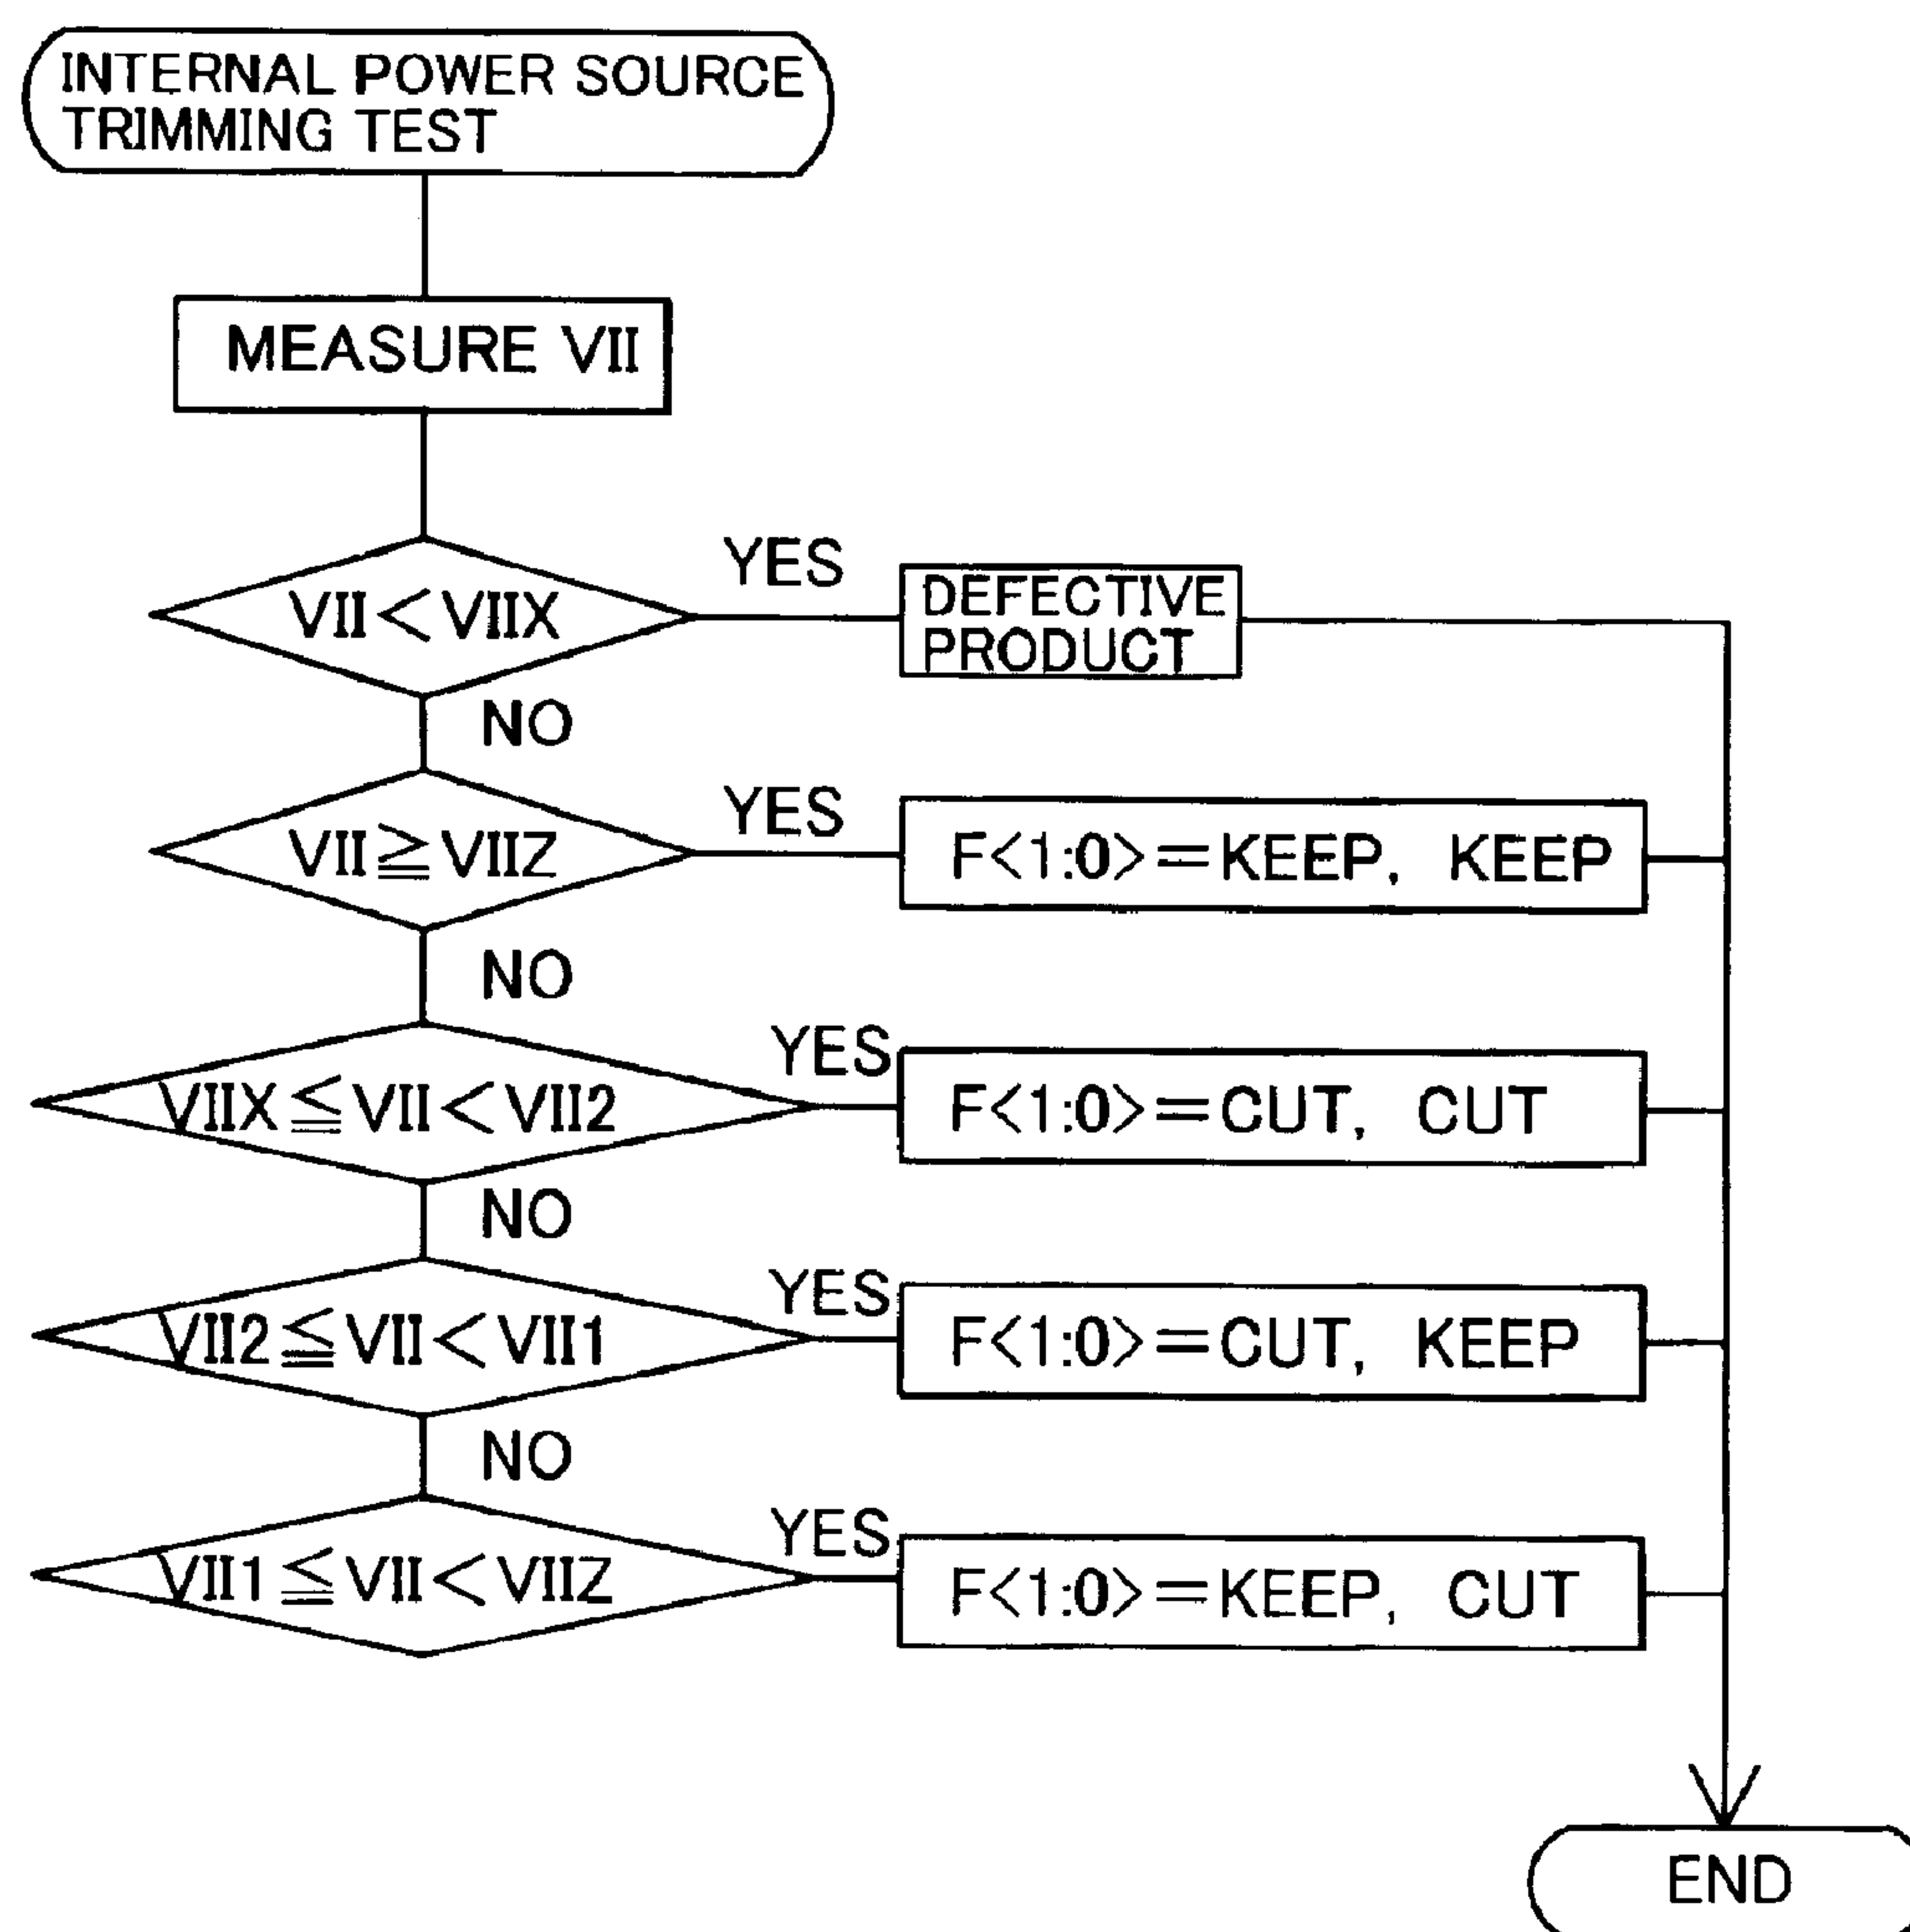 INTERNAL POWER SOURCE
TRIMMING TEST
MEASURE VII
VII<VIIX
YES
DEFECTIVE
PRODUCT
NO
VII≧VIIZ
YES
F<1:0>=KEEP, KEEP
NO
VIIX≦VII<VII2
YES
F<1:0>=CUT, CUT
NO
VII2≦VII<VII1
YES
F<1:0>=CUT, KEEP
NO
VII1≦VII<VIIZ
YES
F<1:0>=KEEP, CUT
END